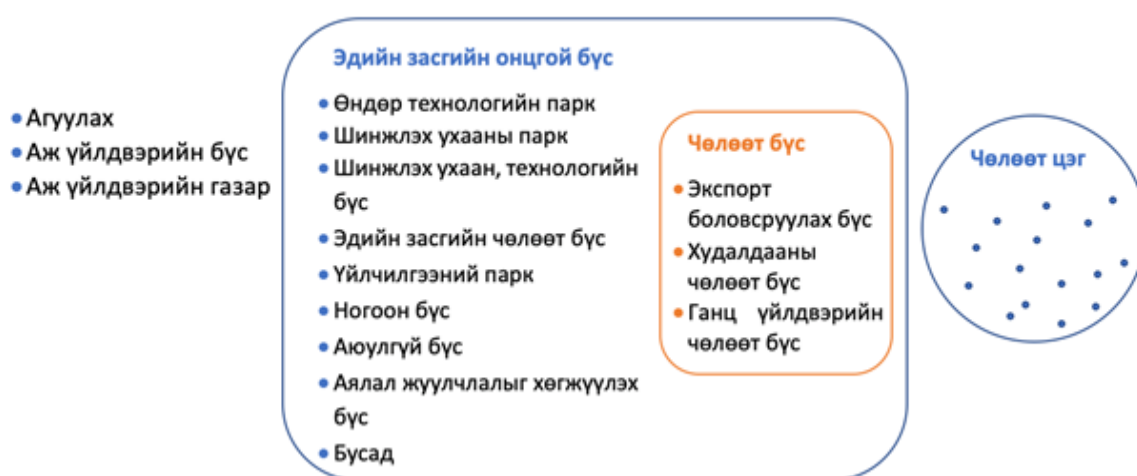 Агуулах
Аж үйлдвэрийн бүс
Аж үйлдвэрийн газар
Эдийн засгийн онцгой бүс
Өндөр технологийн парк
Шинжлэх ухааны парк
Шинжлэх ухаан, технологийн
бүс
Эдийн засгийн чөлөөт бүс
Үйлчилгээний парк
Ногоон бүс
Аюулгүй бүс
Аялал жуулчлалыг хөгжүүлэх
бүс
Бусад
Чөлөөт бүс
Экспорт
боловсруулах бүс
Худалдааны
чөлөөт бүс
Ганц үйлдвэрийн
чөлөөт бүс
Чөлөөт цэг